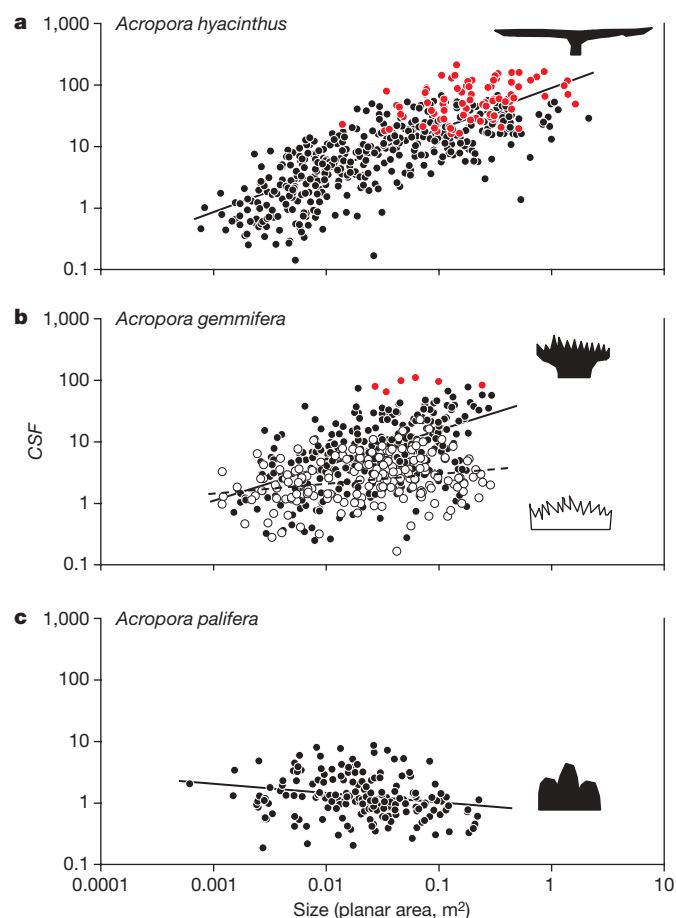 a 1,000 Acropora hyacinthus
100
10
1
0.1
b 1,000 Acropora gemmifera
100
CSF 10
1
0.1
c 1,000 Acropora palifera
100
10
1
0.1
0.0001 0.001 0.01 0.1 1 10
Size (planar area, m²)